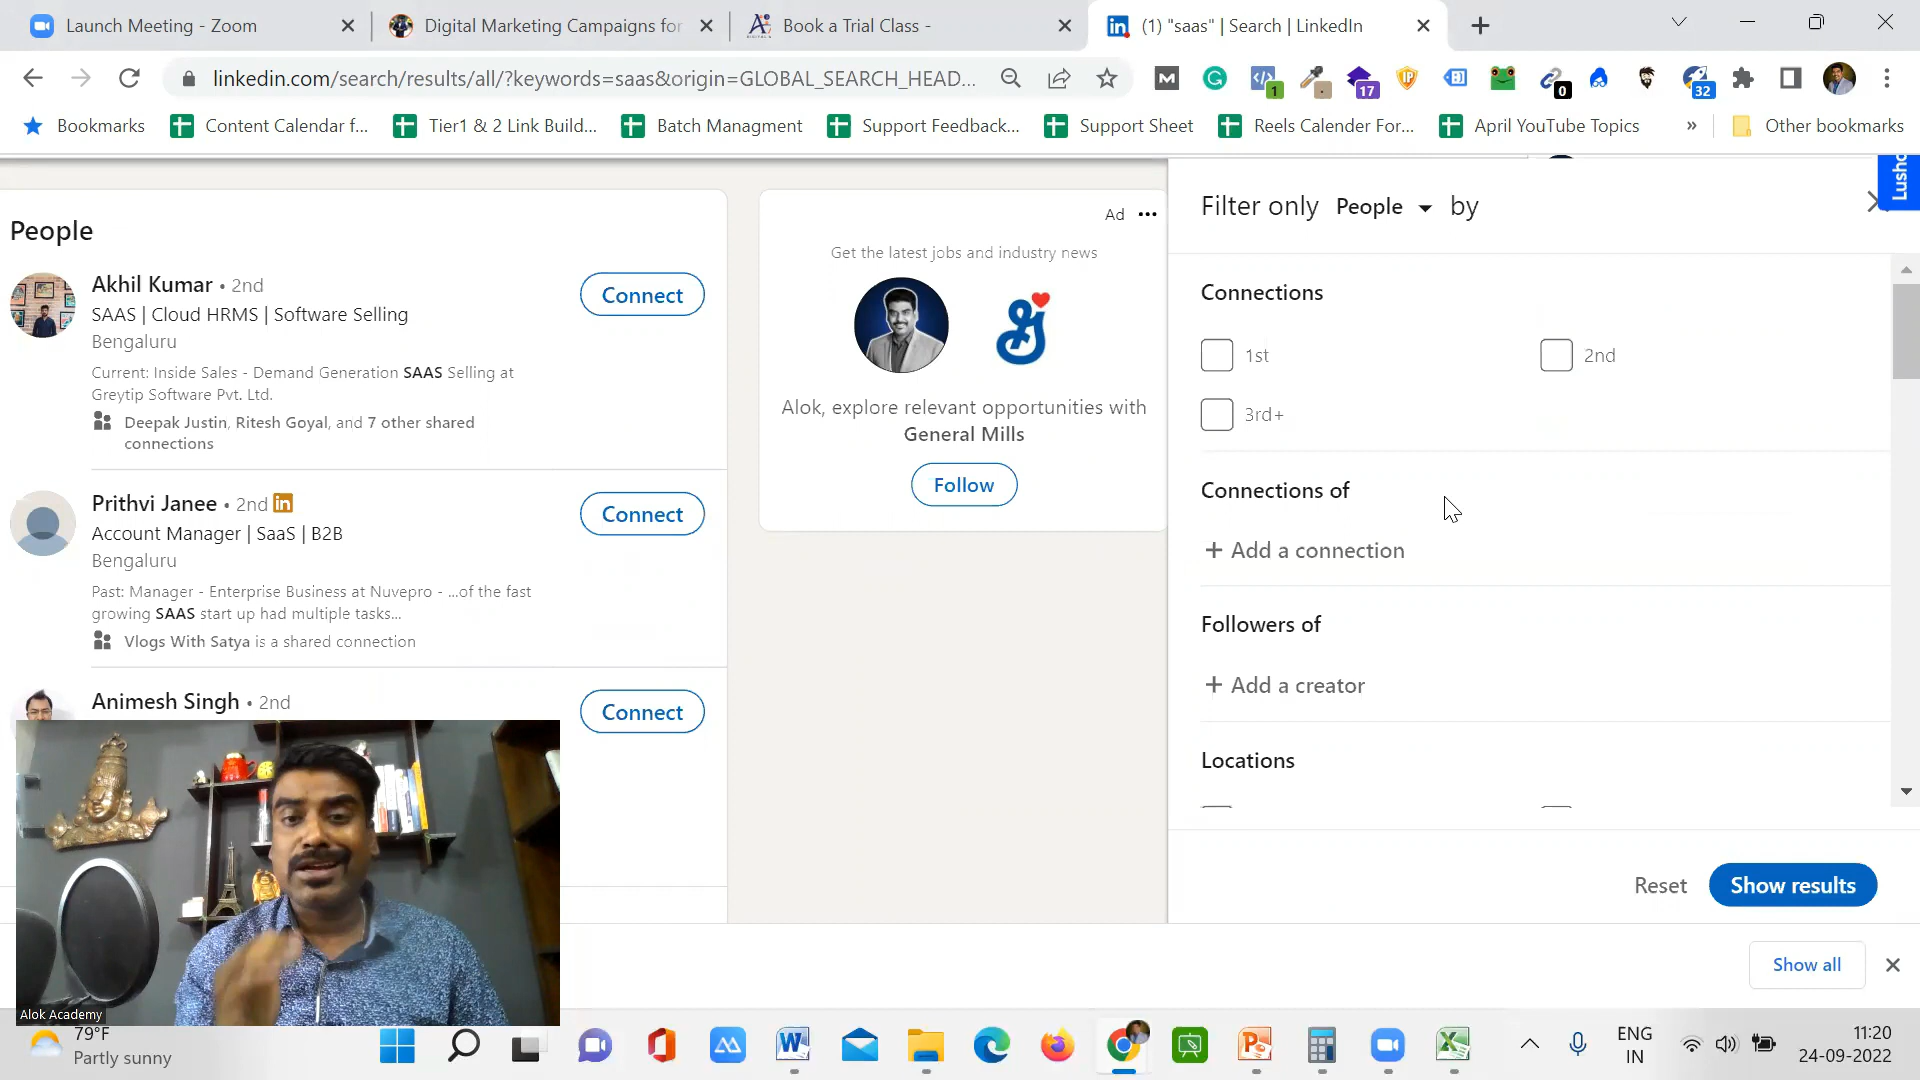 Launch Meeting - Zoom
Digital Marketing Campaigns for
Book a Trial Class -
(1) "saas" | Search | LinkedIn
linkedin.com/search/results/all/?keywords=saas&origin=GLOBAL_SEARCH_HEAD...
1
17
0
32
Bookmarks
Content Calendar f...
Tier1 & 2 Link Build...
Batch Managment
Support Feedback...
Support Sheet
Reels Calender For...
April YouTube Topics
»
Other bookmarks
People
Akhil Kumar • 2nd
SAAS | Cloud HRMS | Software Selling
Bengaluru
Current: Inside Sales - Demand Generation SAAS Selling at
Greytip Software Pvt. Ltd.
Deepak Justin, Ritesh Goyal, and 7 other shared
connections
Connect
Prithvi Janee • 2nd in
Account Manager | SaaS | B2B
Bengaluru
Past: Manager - Enterprise Business at Nuvepro - ...of the fast
growing SAAS start up had multiple tasks...
Vlogs With Satya is a shared connection
Connect
Animesh Singh • 2nd
Connect
Ad
Get the latest jobs and industry news
Alok, explore relevant opportunities with
General Mills
Follow
Filter only People by
Connections
1st
2nd
3rd+
Connections of
+ Add a connection
Followers of
+ Add a creator
Locations
Reset
Show results
Show all
Alok Academy
79°F
Partly sunny
ENG
IN
11:20
24-09-2022